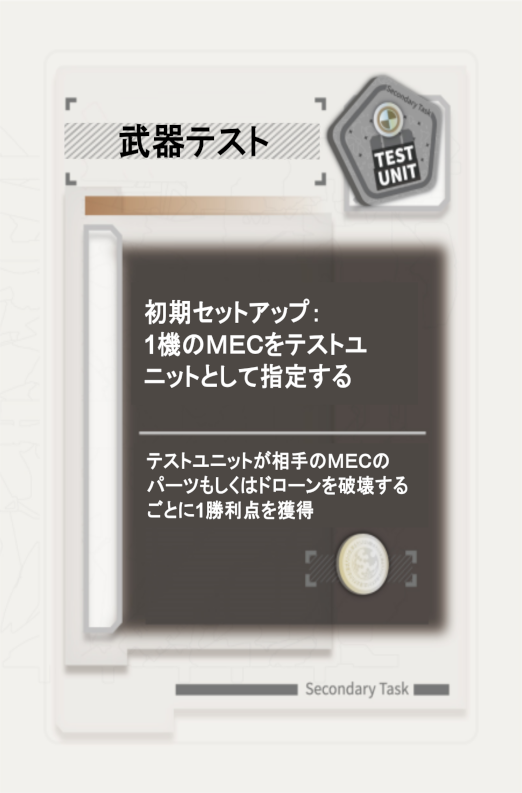 Secondary Task
武器テスト
TEST
UNIT
初期セットアップ：
1機のMECをテストユ
ニットとして指定する
テストユニットが相手のMECの
パーツもしくはドローンを破壊する
ごとに1勝利点を獲得
Secondary Task